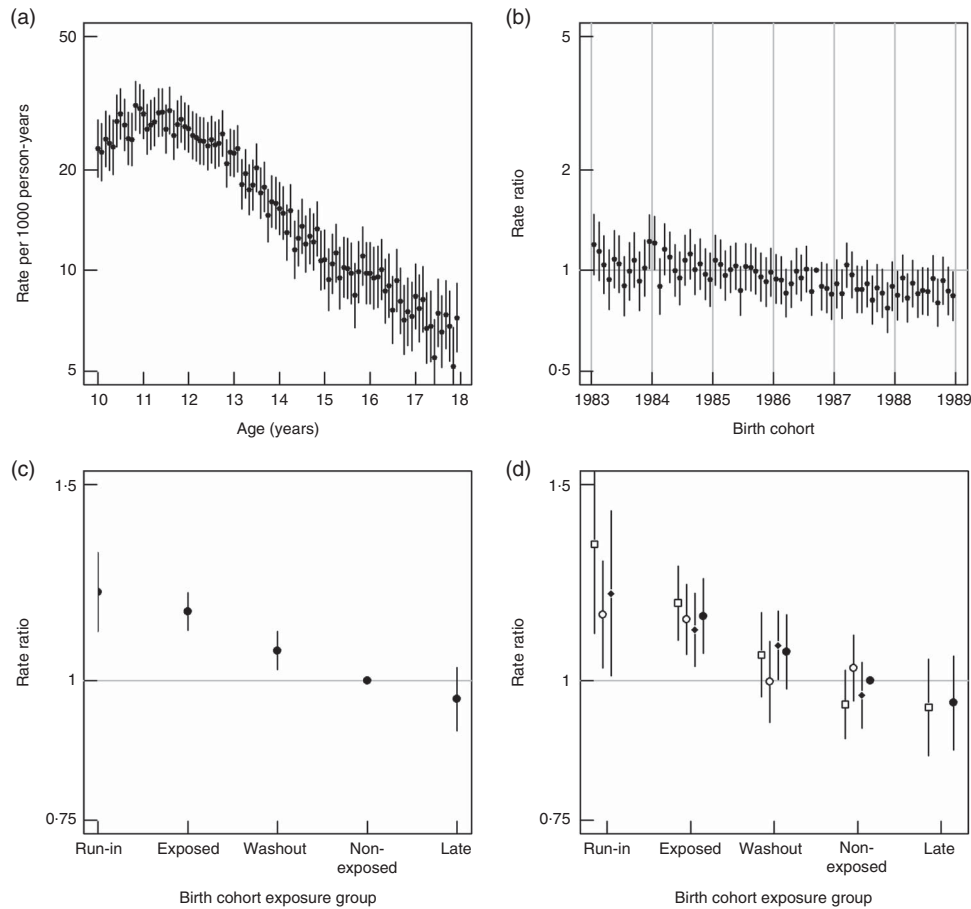 (a)
50
20
10
5
Rate per 1000 person-years
10 11 12 13 14 15 16 17 18
Age (years)
(b)
5
2
1
0·5
Rate ratio
1983 1984 1985 1986 1987 1988 1989
Birth cohort
(c)
1·5
1
0·75
Rate ratio
Run-in Exposed Washout Non-exposed Late
Birth cohort exposure group
(d)
1·5
1
0·75
Rate ratio
Run-in Exposed Washout Non-exposed Late
Birth cohort exposure group